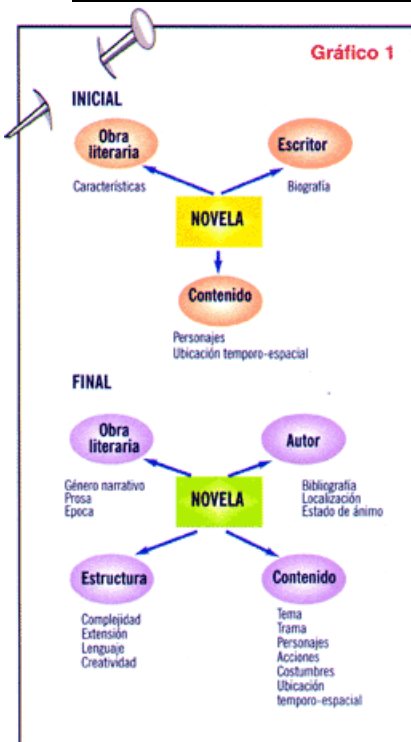 Gráfico 1
INICIAL
Obra
literaria
Características
Escritor
Biografía
NOVELA
Contenido
Personajes
Ubicación temporo-espacial
FINAL
Obra
literaria
Género narrativo
Prosa
Epoca
Autor
Bibliografía
Localización
Estado de ánimo
NOVELA
Estructura
Complejidad
Extensión
Lenguaje
Creatividad
Contenido
Tema
Trama
Personajes
Acciones
Costumbres
Ubicación
temporo-espacial